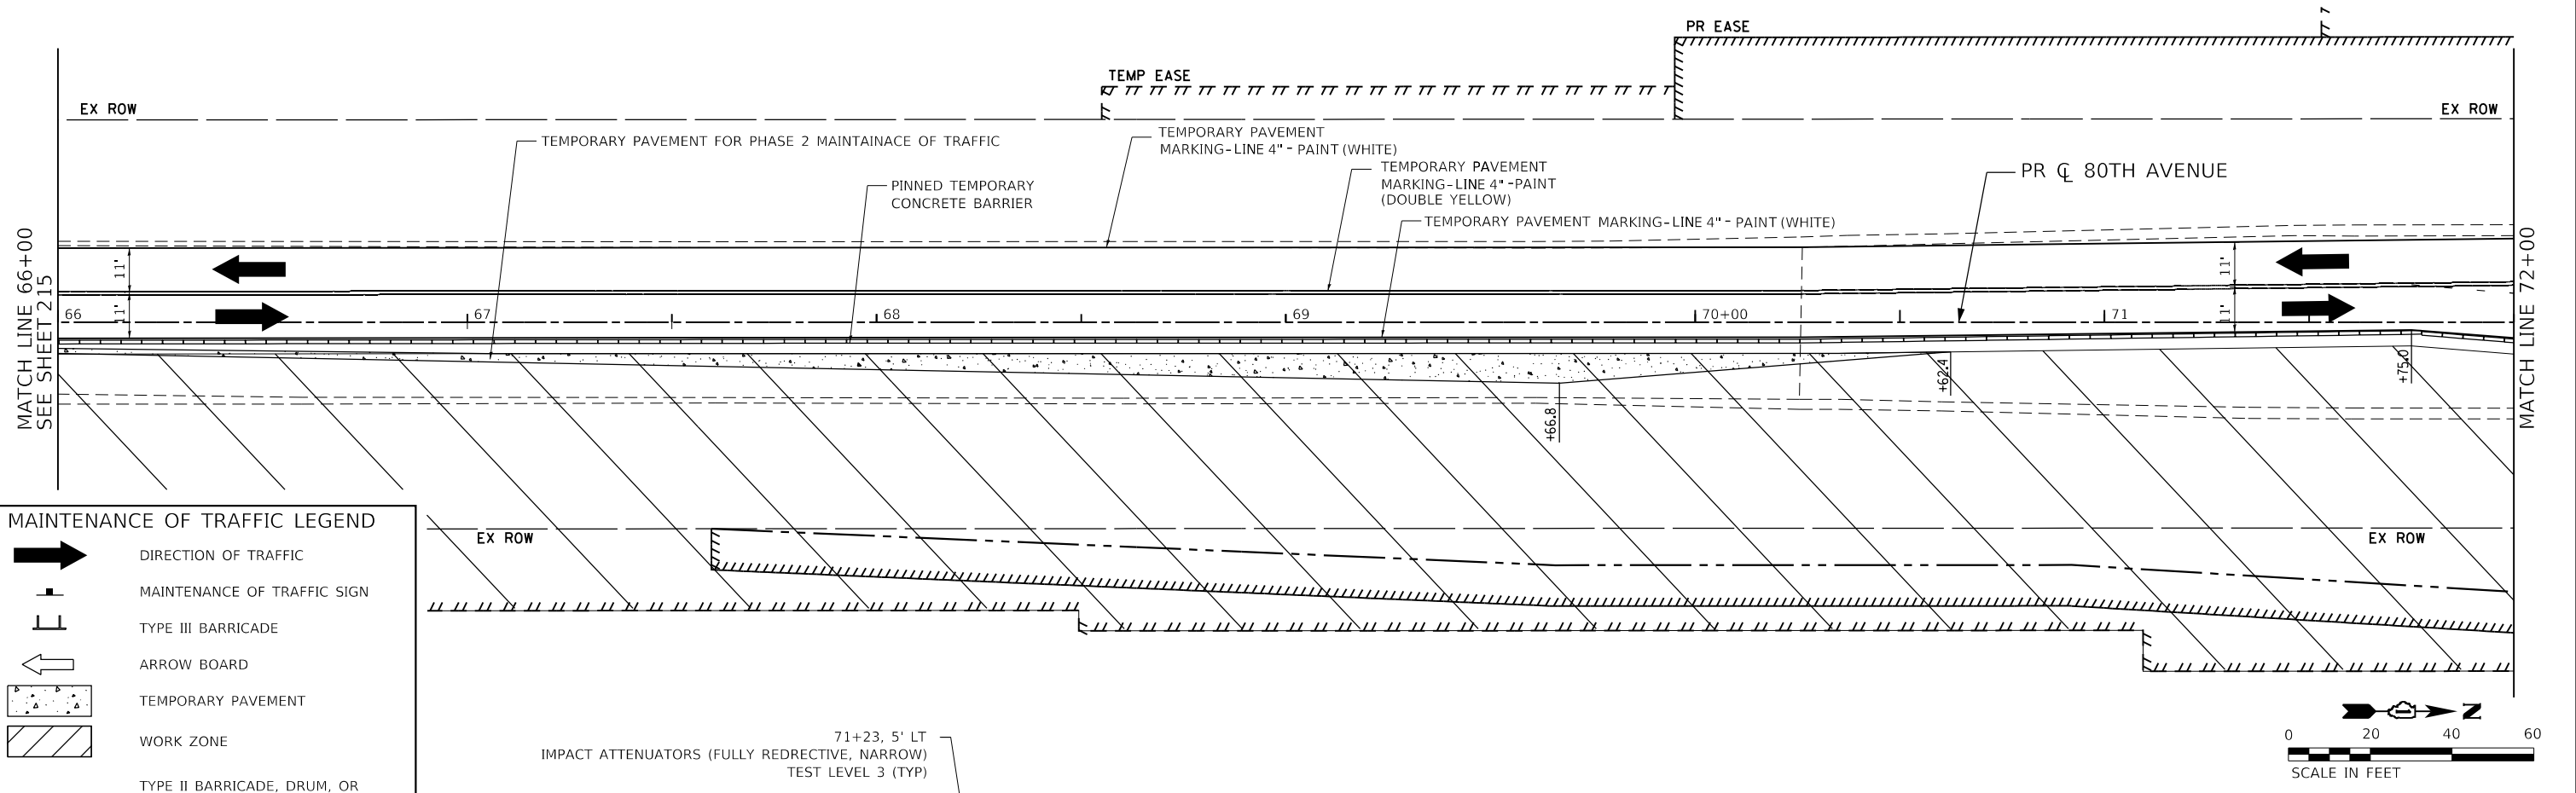 PR EASE
TEMP EASE
EX ROW
EX ROW
TEMPORARY PAVEMENT FOR PHASE 2 MAINTAINACE OF TRAFFIC
TEMPORARY PAVEMENT
MARKING-LINE 4" - PAINT (WHITE)
PINNED TEMPORARY
CONCRETE BARRIER
TEMPORARY PAVEMENT
MARKING-LINE 4" -PAINT
(DOUBLE YELLOW)
PR ℄ 80TH AVENUE
TEMPORARY PAVEMENT MARKING-LINE 4" - PAINT (WHITE)
MATCH LINE 66+00
SEE SHEET 215
11'
11'
66
67
68
69
70+00
71
11'
11'
MATCH LINE 72+00
+66.8
+62.4
+75.0
EX ROW
EX ROW
MAINTENANCE OF TRAFFIC LEGEND
DIRECTION OF TRAFFIC
MAINTENANCE OF TRAFFIC SIGN
TYPE III BARRICADE
ARROW BOARD
TEMPORARY PAVEMENT
WORK ZONE
TYPE II BARRICADE, DRUM, OR
71+23, 5' LT
IMPACT ATTENUATORS (FULLY REDRECTIVE, NARROW)
TEST LEVEL 3 (TYP)
N
0 20 40 60
SCALE IN FEET